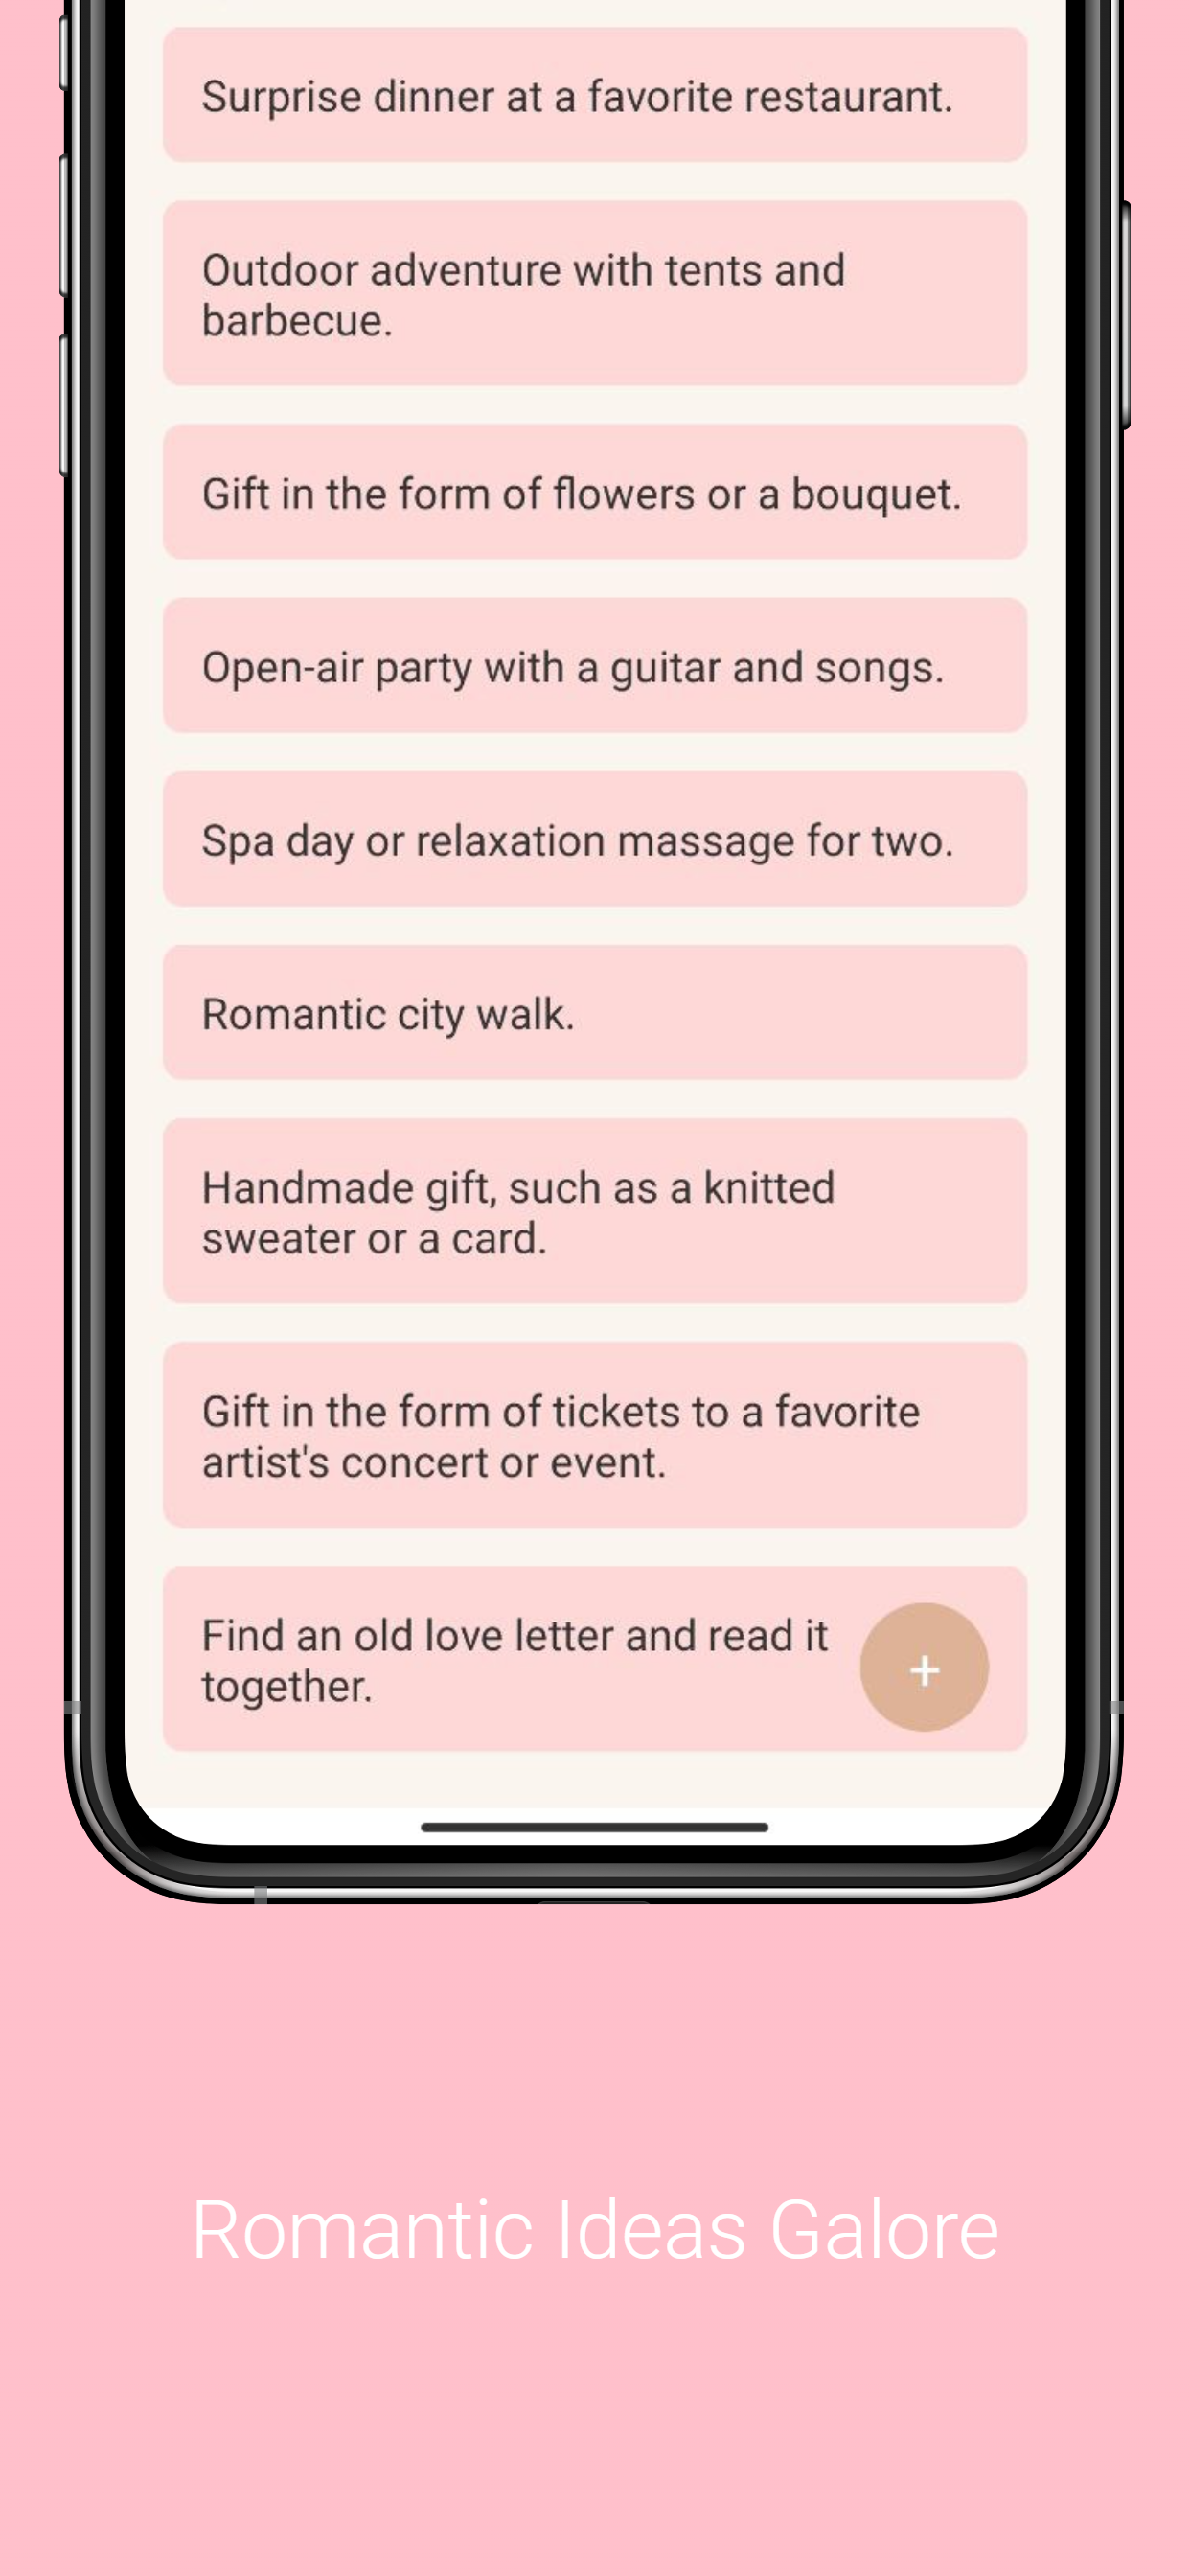 Surprise dinner at a favorite restaurant.
Outdoor adventure with tents and
barbecue.
Gift in the form of flowers or a bouquet.
Open-air party with a guitar and songs.
Spa day or relaxation massage for two.
Romantic city walk.
Handmade gift, such as a knitted
sweater or a card.
Gift in the form of tickets to a favorite
artist's concert or event.
Find an old love letter and read it
together.
+
Romantic Ideas Galore